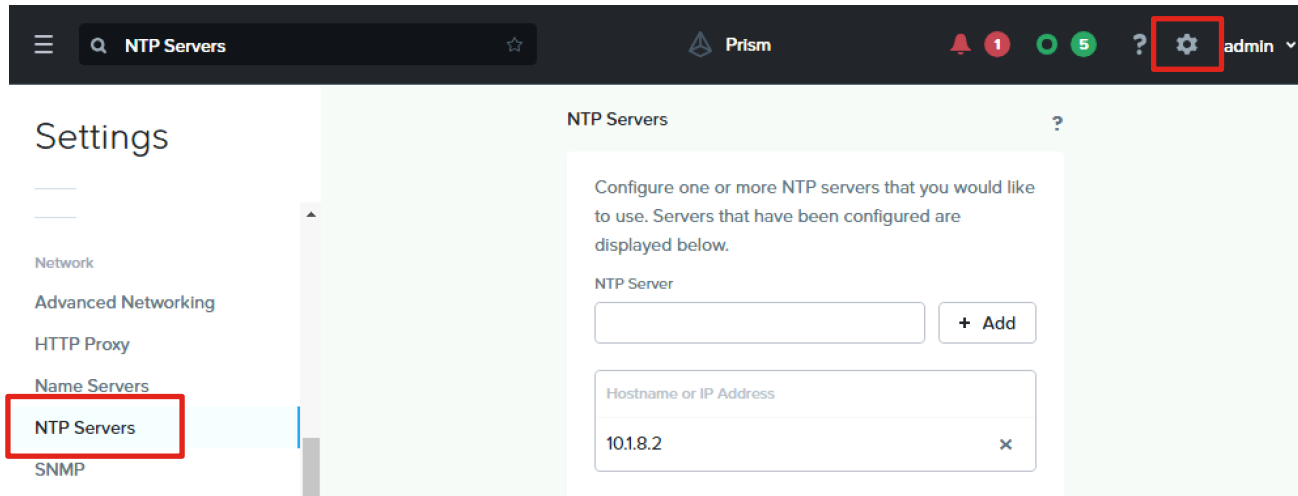 NTP Servers
Prism
1
5
?
admin
Settings
Network
Advanced Networking
HTTP Proxy
Name Servers
NTP Servers
SNMP
NTP Servers
?
Configure one or more NTP servers that you would like
to use. Servers that have been configured are
displayed below.
NTP Server
+ Add
Hostname or IP Address
10.1.8.2